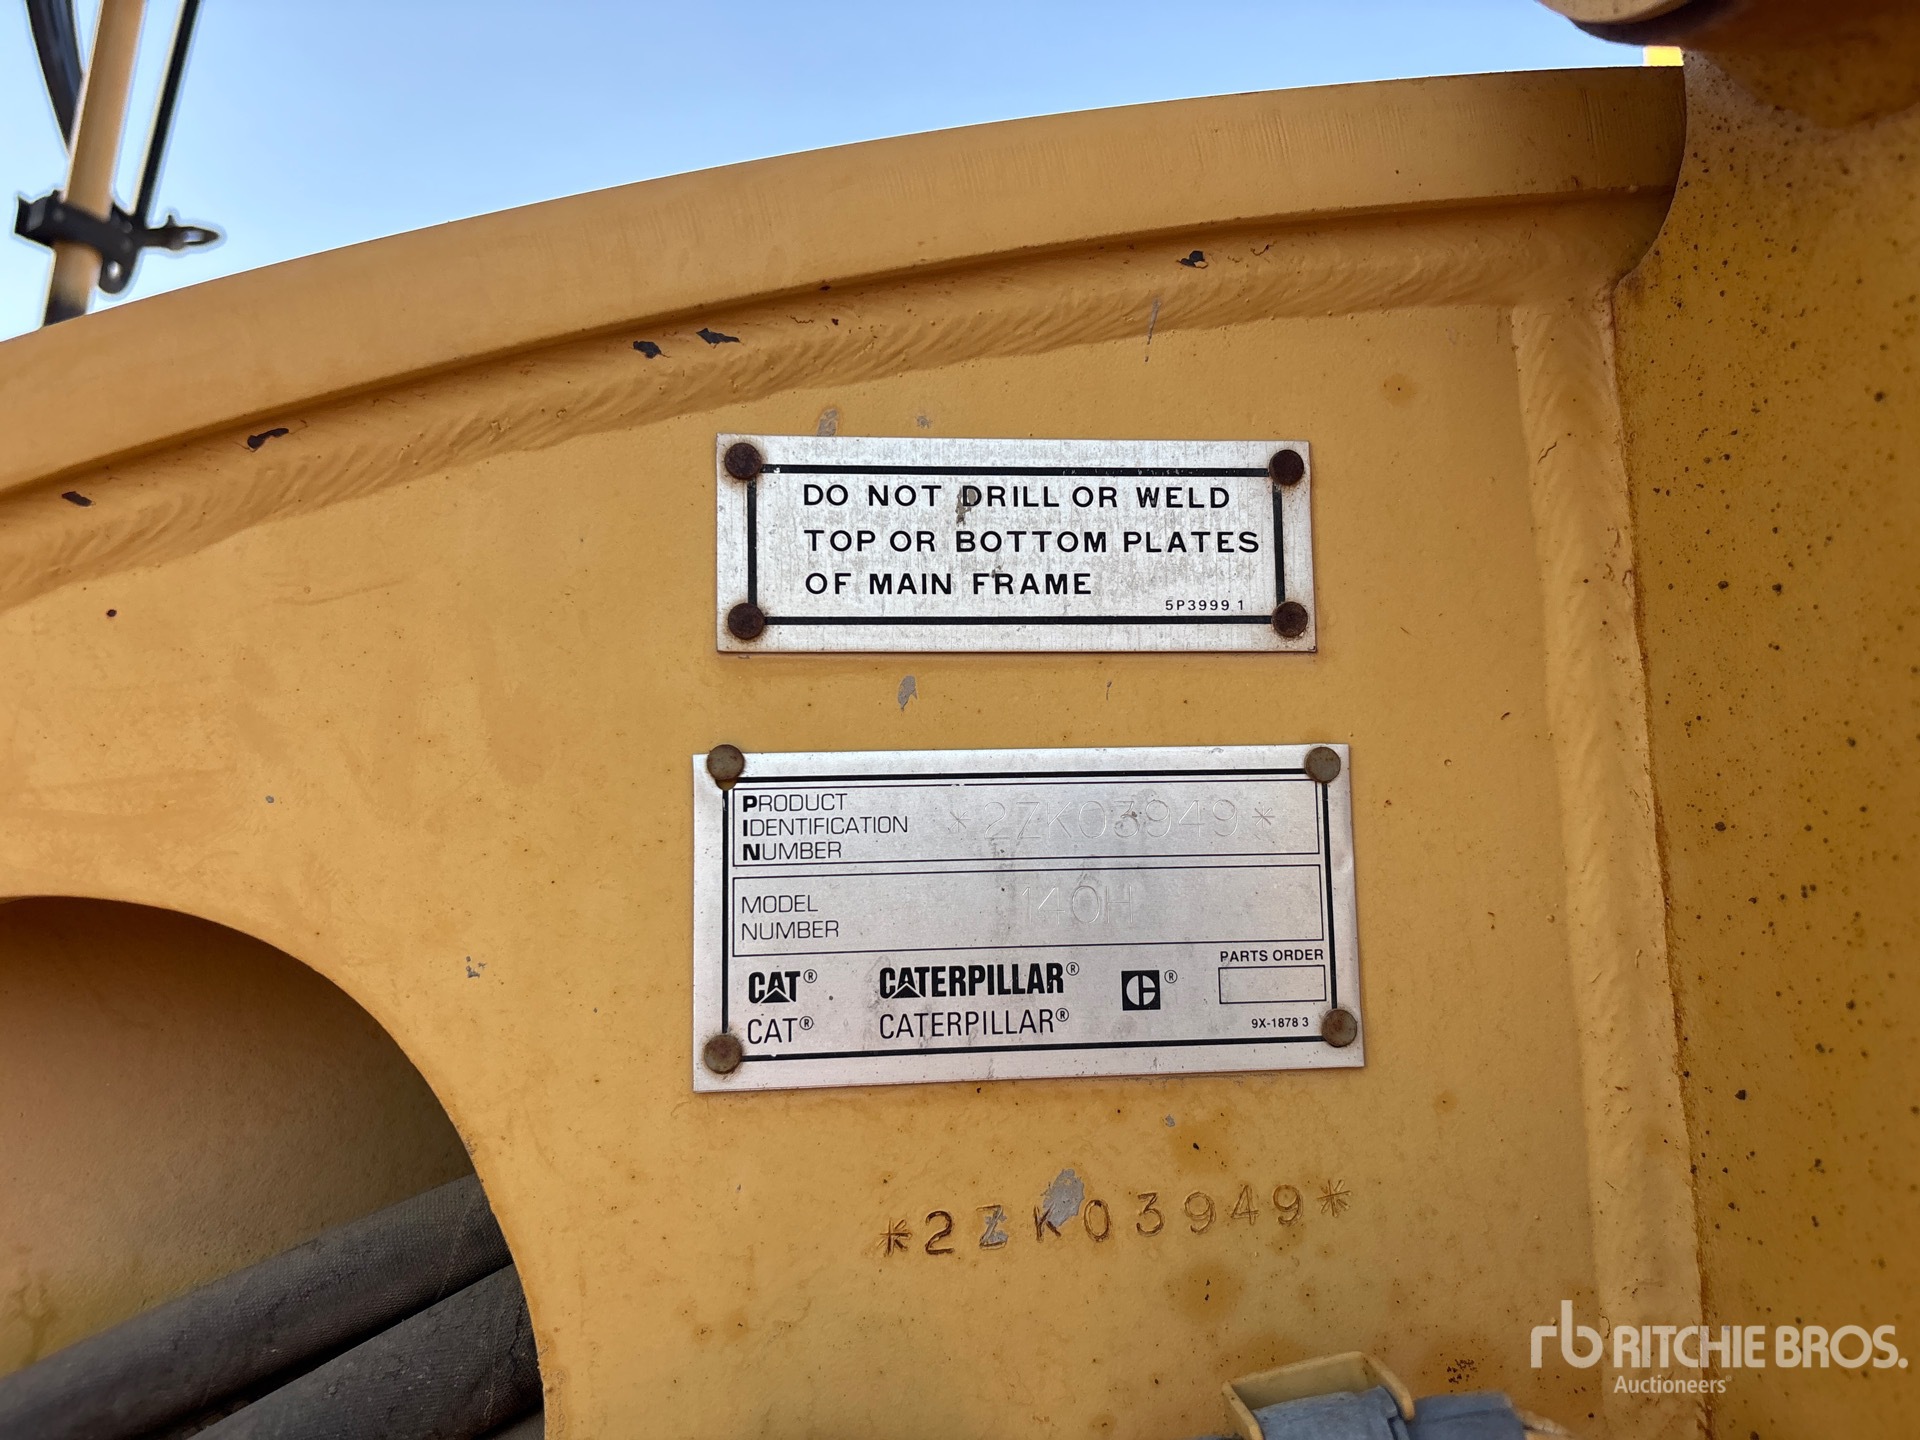 DO NOT DRILL OR WELD
TOP OR BOTTOM PLATES
OF MAIN FRAME
5P3999 1
PRODUCT
IDENTIFICATION
NUMBER
*2ZK03949*
MODEL
NUMBER
140H
PARTS ORDER
CAT® CATERPILLAR® C®
CAT® CATERPILLAR®
9X-1878 3
*2ZK03949*
rb RITCHIE BROS.
Auctioneers